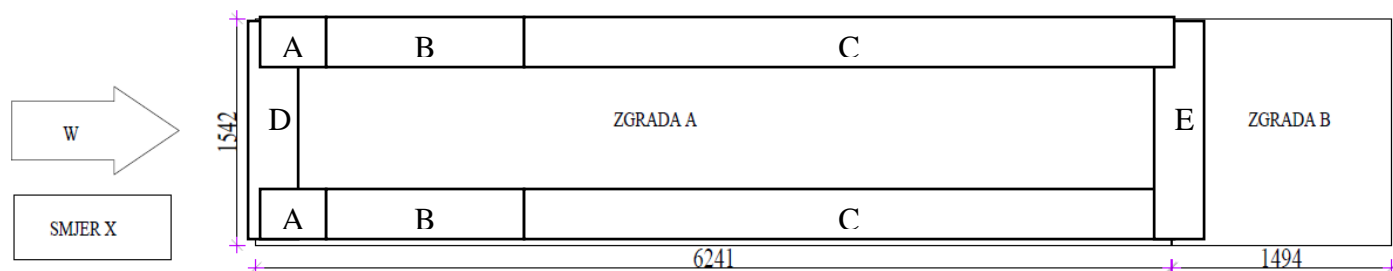 A B C
1542
W
D ZGRADA A E ZGRADA B
SMJER X
A B C
6241 1494